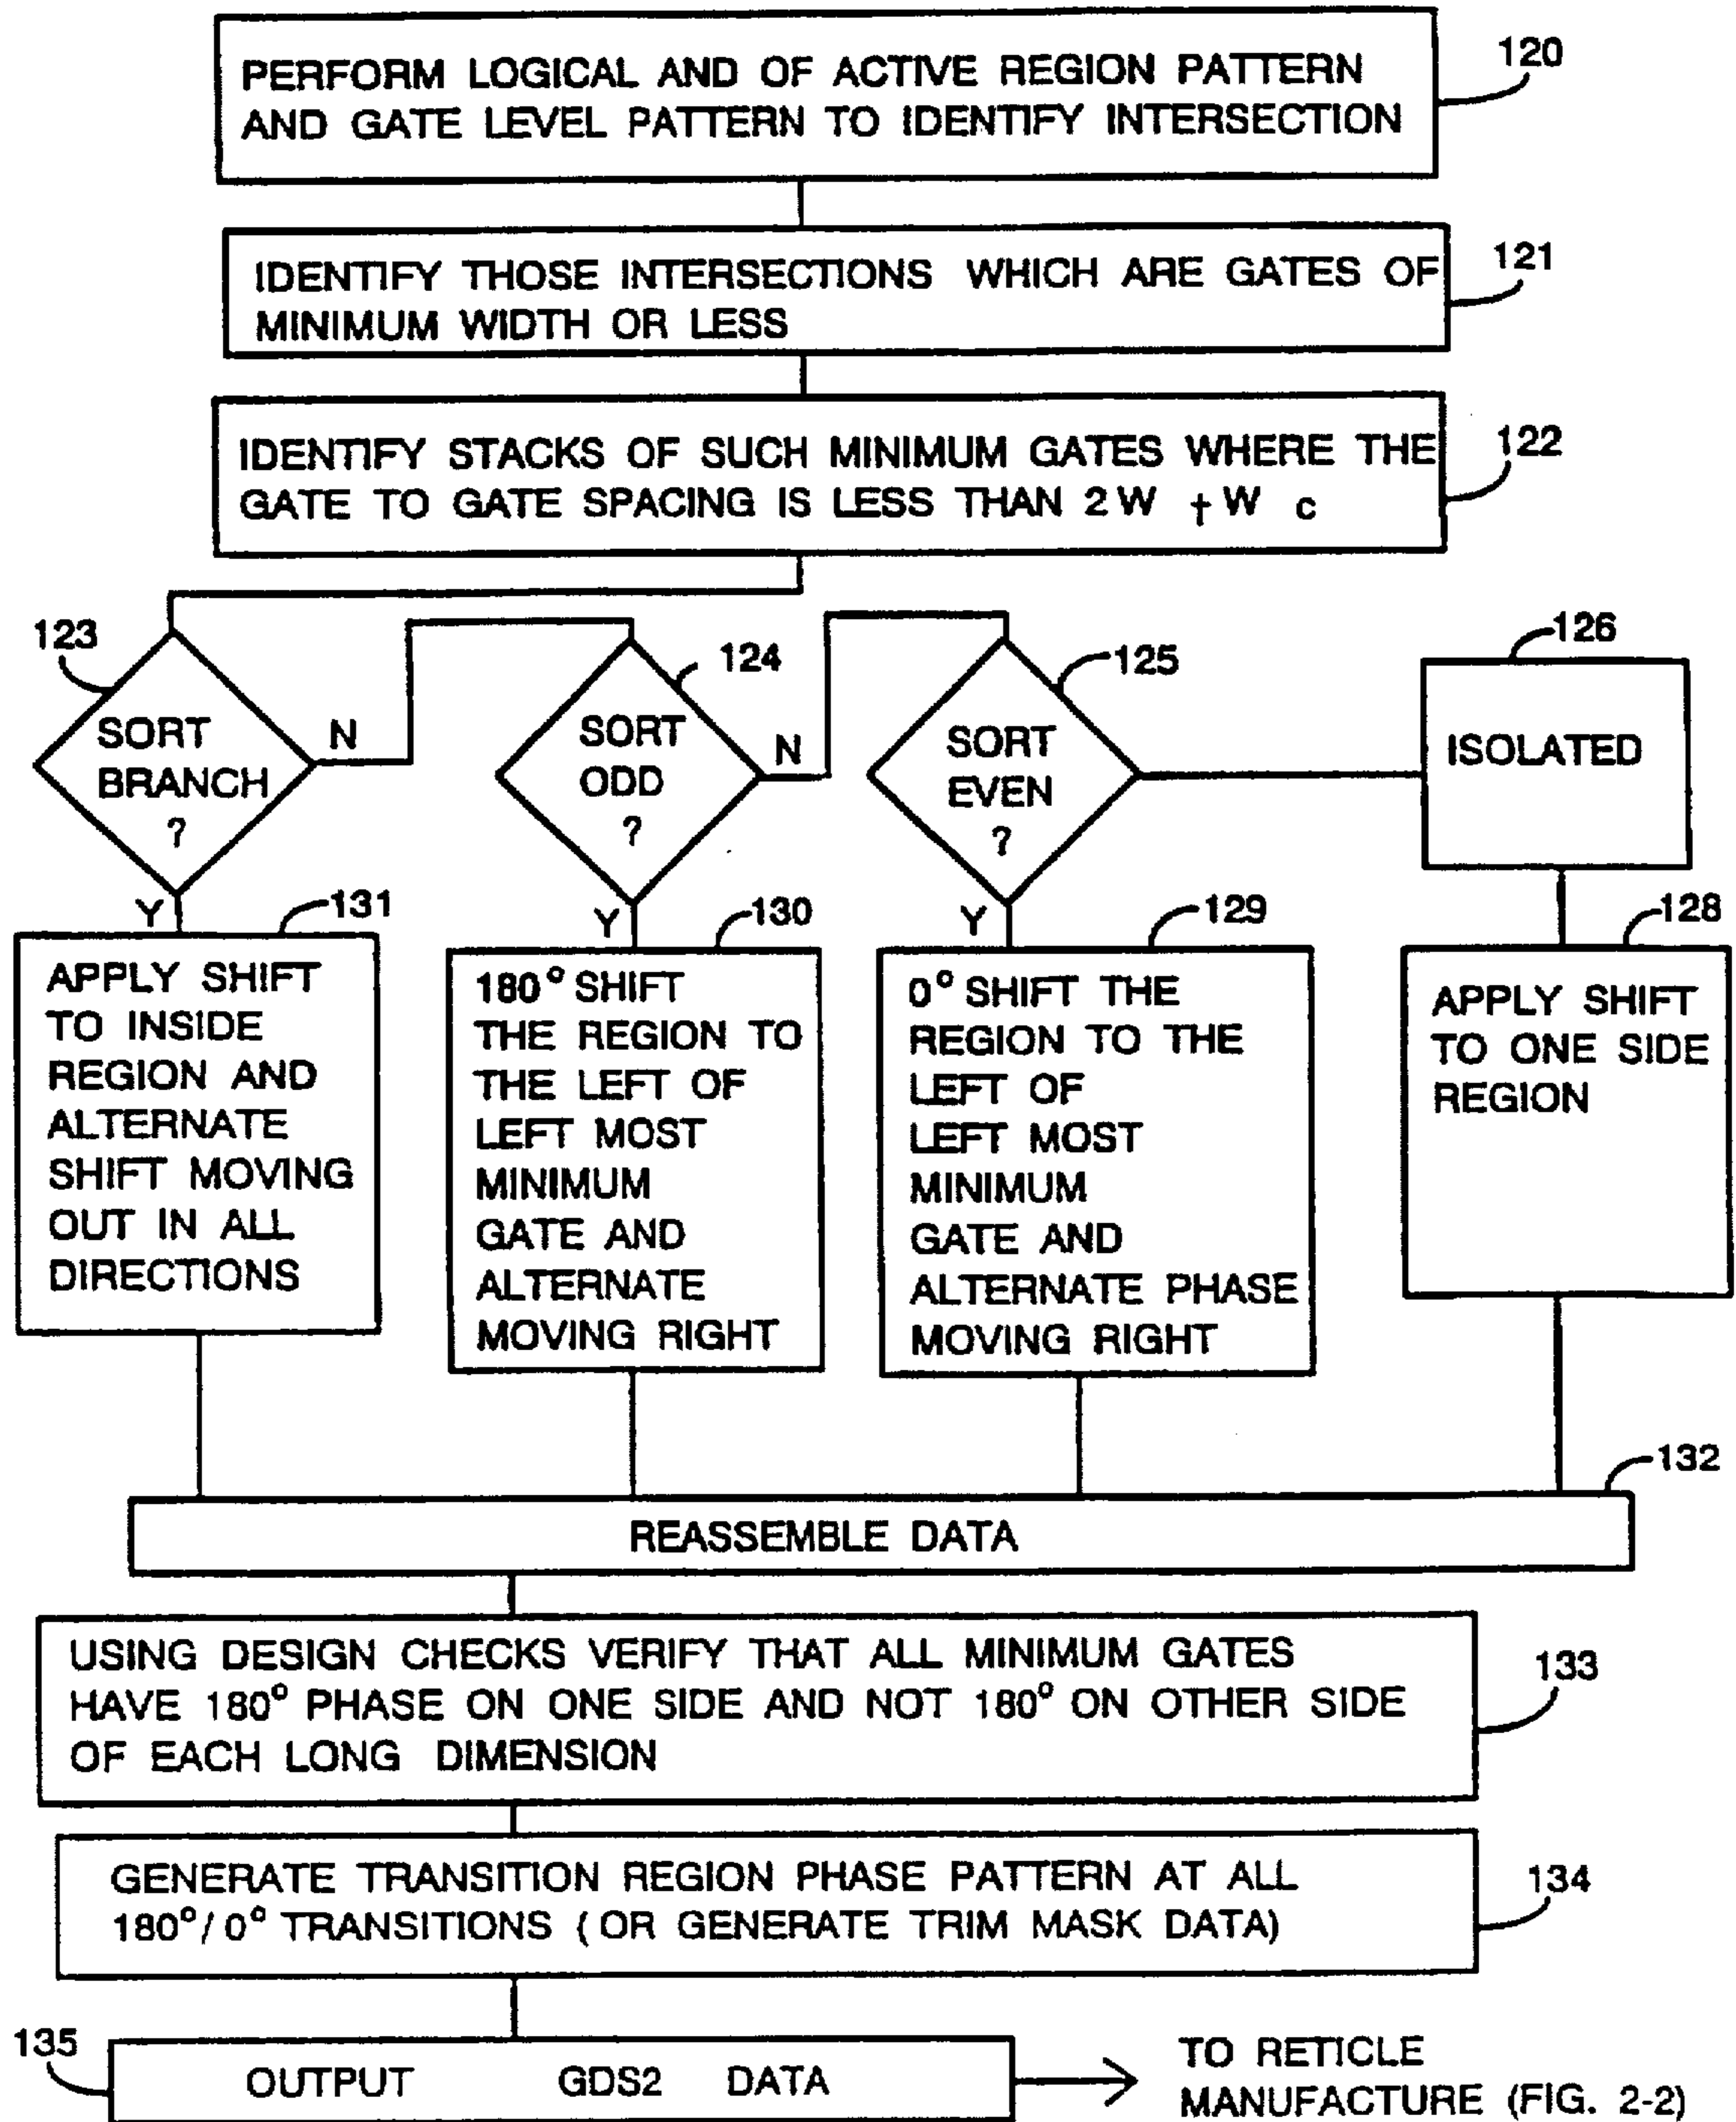 PERFORM LOGICAL AND OF ACTIVE REGION PATTERN
AND GATE LEVEL PATTERN TO IDENTIFY INTERSECTION
120
IDENTIFY THOSE INTERSECTIONS WHICH ARE GATES OF
MINIMUM WIDTH OR LESS
121
IDENTIFY STACKS OF SUCH MINIMUM GATES WHERE THE
GATE TO GATE SPACING IS LESS THAN 2W † W c
122
123
SORT
BRANCH
?
N
Y
124
SORT
ODD
?
N
Y
125
SORT
EVEN
?
Y
126
ISOLATED
131
APPLY SHIFT
TO INSIDE
REGION AND
ALTERNATE
SHIFT MOVING
OUT IN ALL
DIRECTIONS
130
180° SHIFT
THE REGION TO
THE LEFT OF
LEFT MOST
MINIMUM
GATE AND
ALTERNATE
MOVING RIGHT
129
0° SHIFT THE
REGION TO THE
LEFT OF
LEFT MOST
MINIMUM
GATE AND
ALTERNATE PHASE
MOVING RIGHT
128
APPLY SHIFT
TO ONE SIDE
REGION
132
REASSEMBLE DATA
USING DESIGN CHECKS VERIFY THAT ALL MINIMUM GATES
HAVE 180° PHASE ON ONE SIDE AND NOT 180° ON OTHER SIDE
OF EACH LONG DIMENSION
133
GENERATE TRANSITION REGION PHASE PATTERN AT ALL
180°/0° TRANSITIONS (OR GENERATE TRIM MASK DATA)
134
135
OUTPUT GDS2 DATA
TO RETICLE
MANUFACTURE (FIG. 2-2)